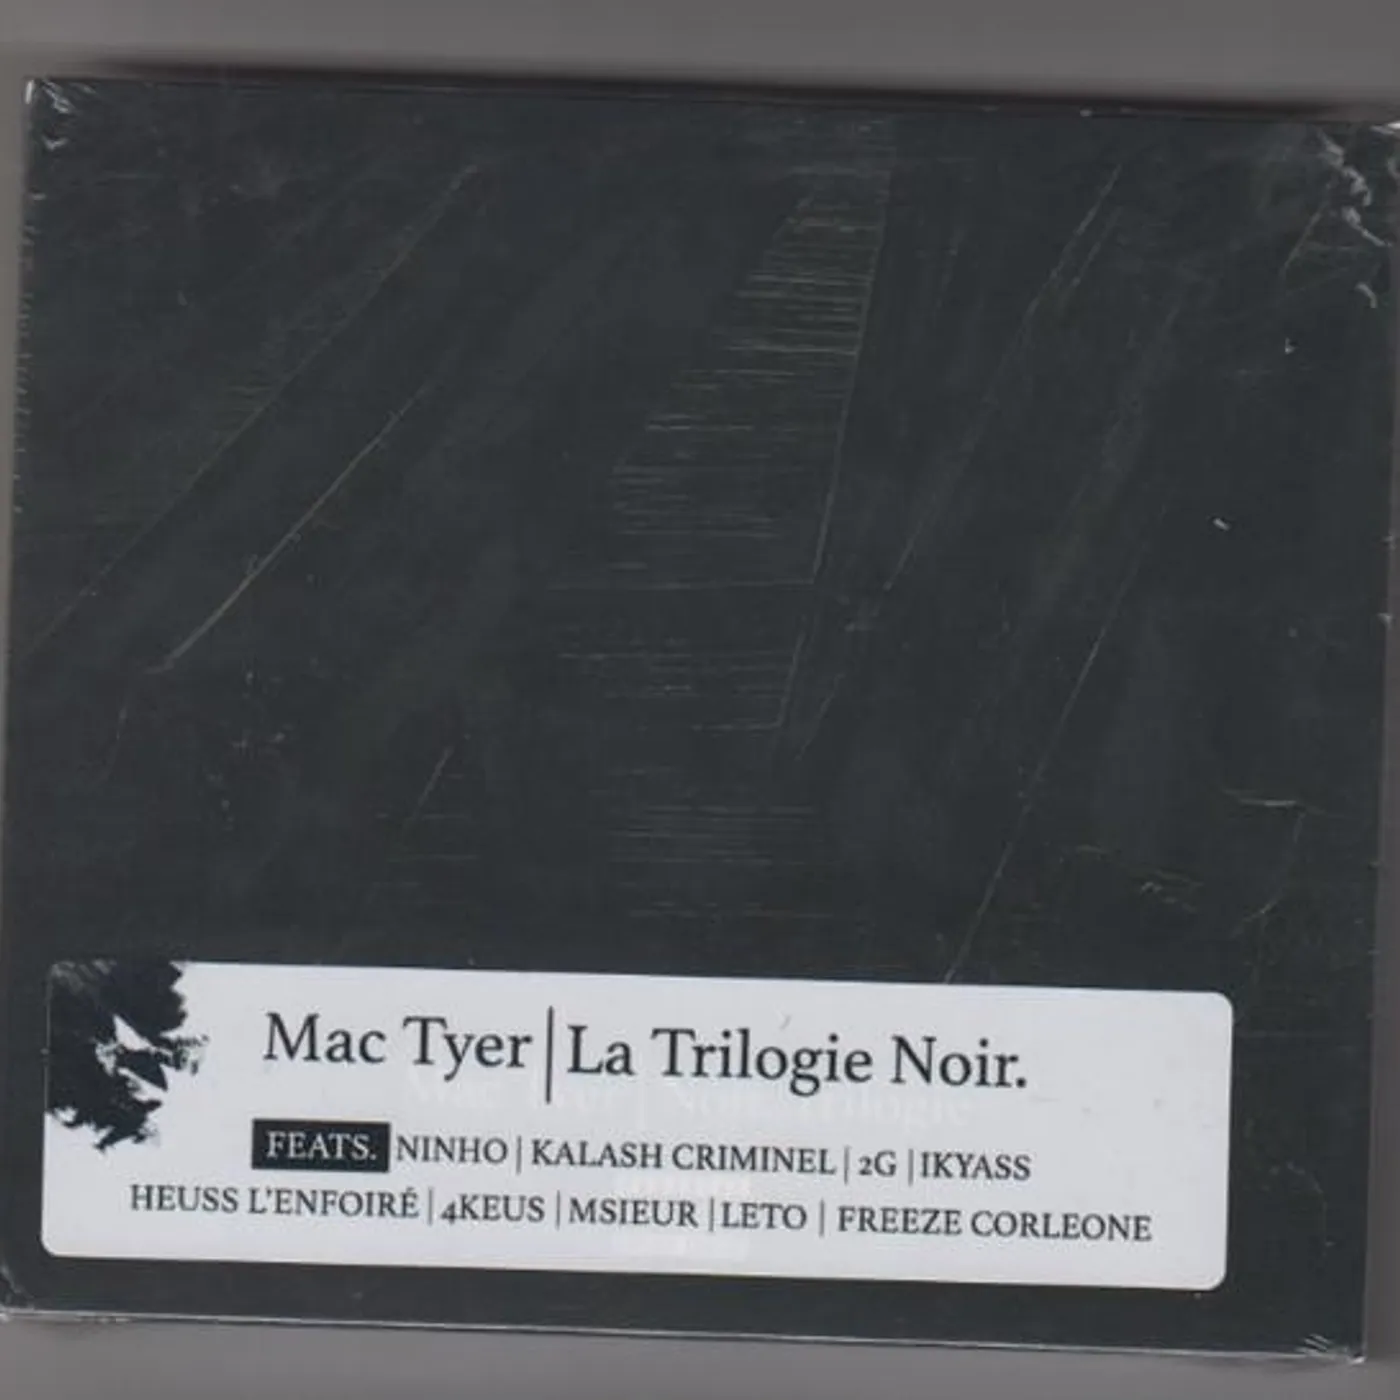 Mac Tyer | La Trilogie Noir.
FEATS. NINHO | KALASH CRIMINEL | 2G | IKYASS
HEUSS L'ENFOIRÉ | 4KEUS | MSIEUR | LETO | FREEZE CORLEONE